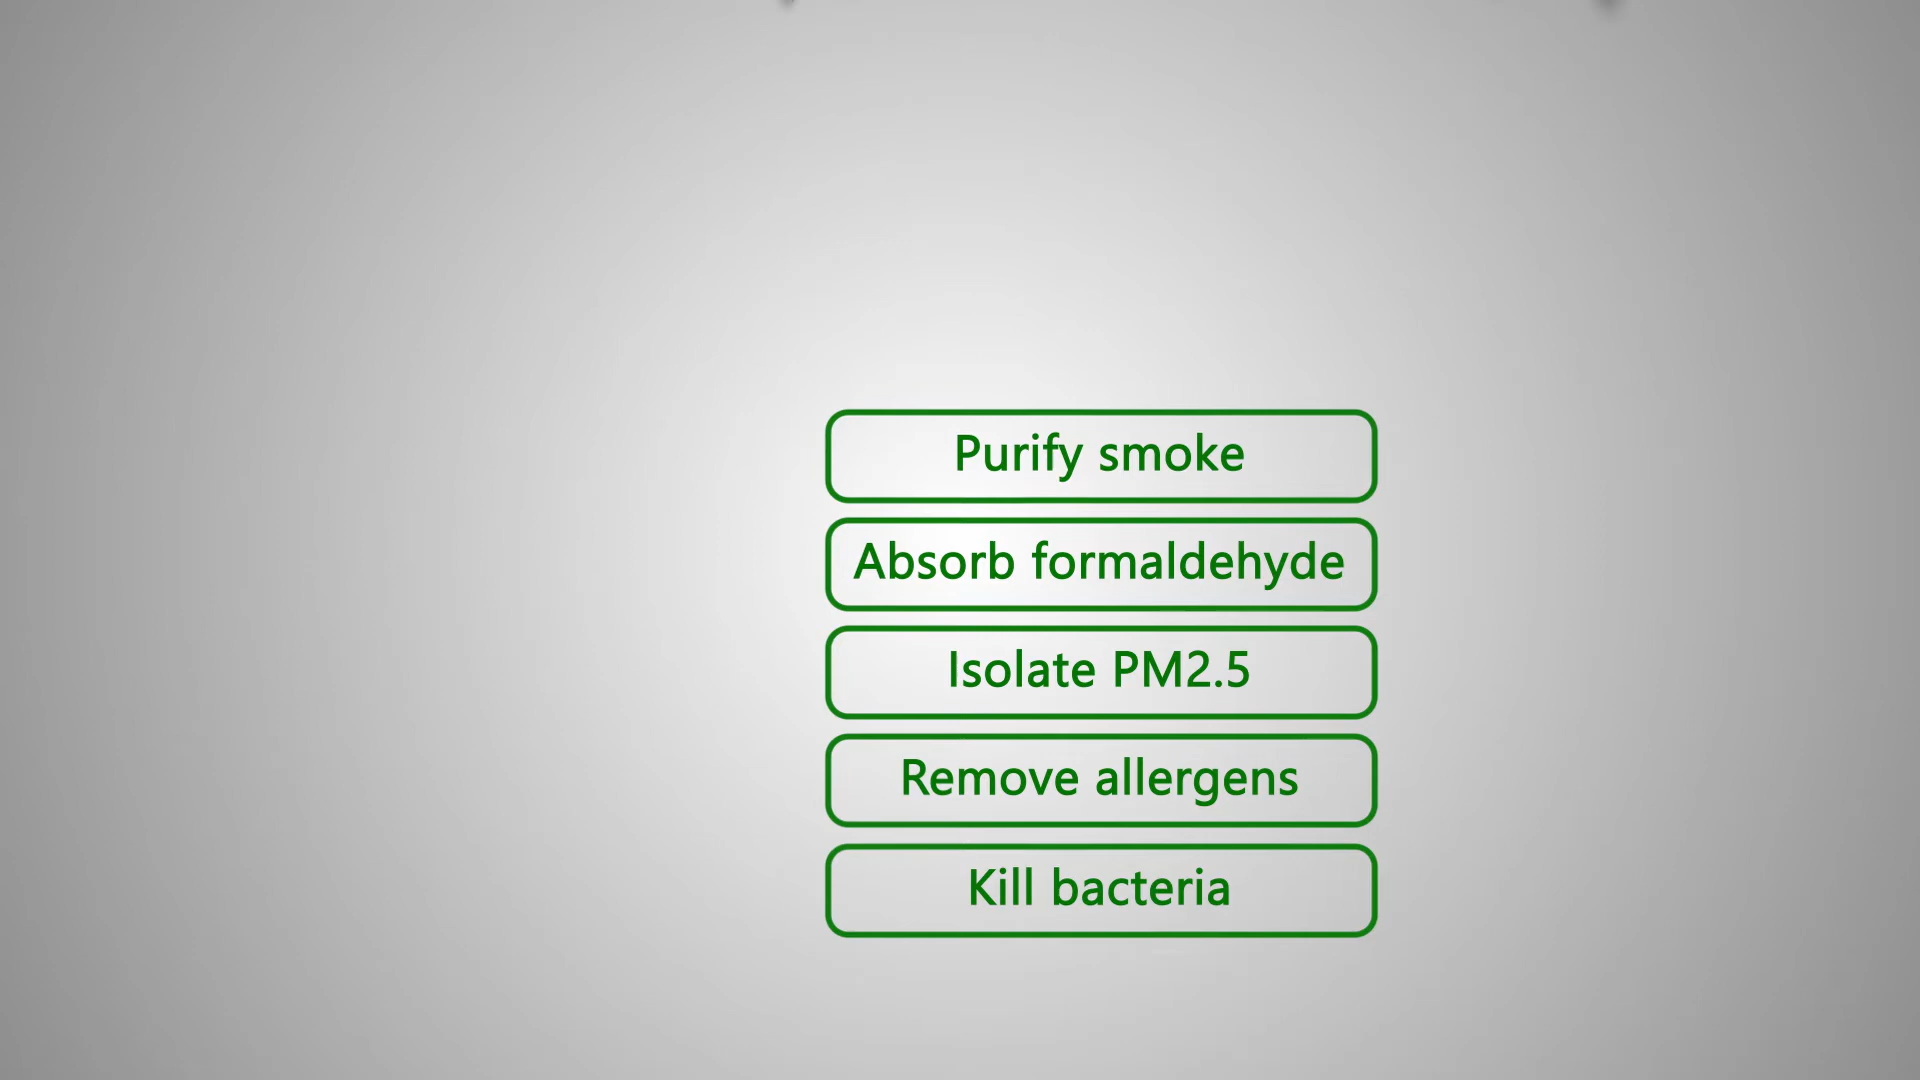 Purify smoke
Absorb formaldehyde
Isolate PM2.5
Remove allergens
Kill bacteria